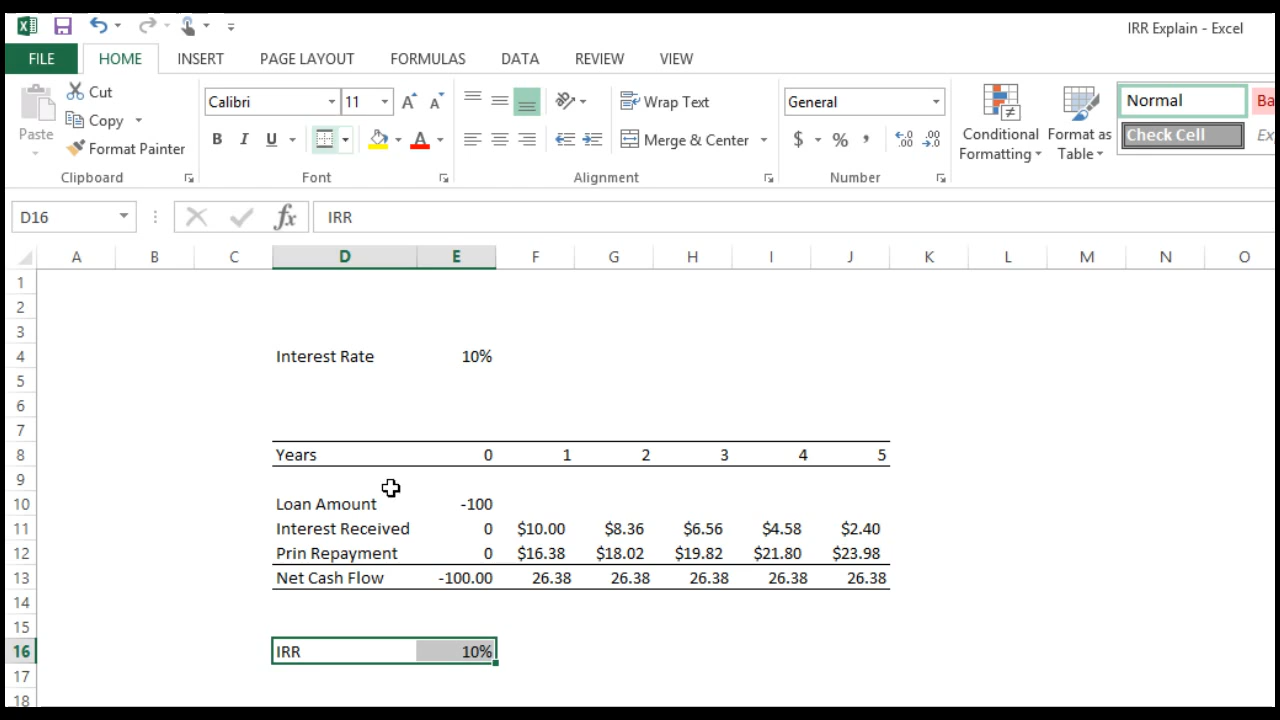 IRR Explain - Excel
FILE HOME INSERT PAGE LAYOUT FORMULAS DATA REVIEW VIEW
Cut
Copy
Format Painter
Paste
Clipboard
Calibri 11
B I U A
Font
Wrap Text
Merge & Center
Alignment
General
$ % , .0 .00
Number
Conditional Formatting
Format as Table
Normal
Check Cell
Ba
Ex
D16 fx IRR
A B C D E F G H I J K L M N O
1
2
3
4 Interest Rate 10%
5
6
7
8 Years 0 1 2 3 4 5
9
10 Loan Amount -100
11 Interest Received 0 $10.00 $8.36 $6.56 $4.58 $2.40
12 Prin Repayment 0 $16.38 $18.02 $19.82 $21.80 $23.98
13 Net Cash Flow -100.00 26.38 26.38 26.38 26.38 26.38
14
15
16 IRR 10%
17
18